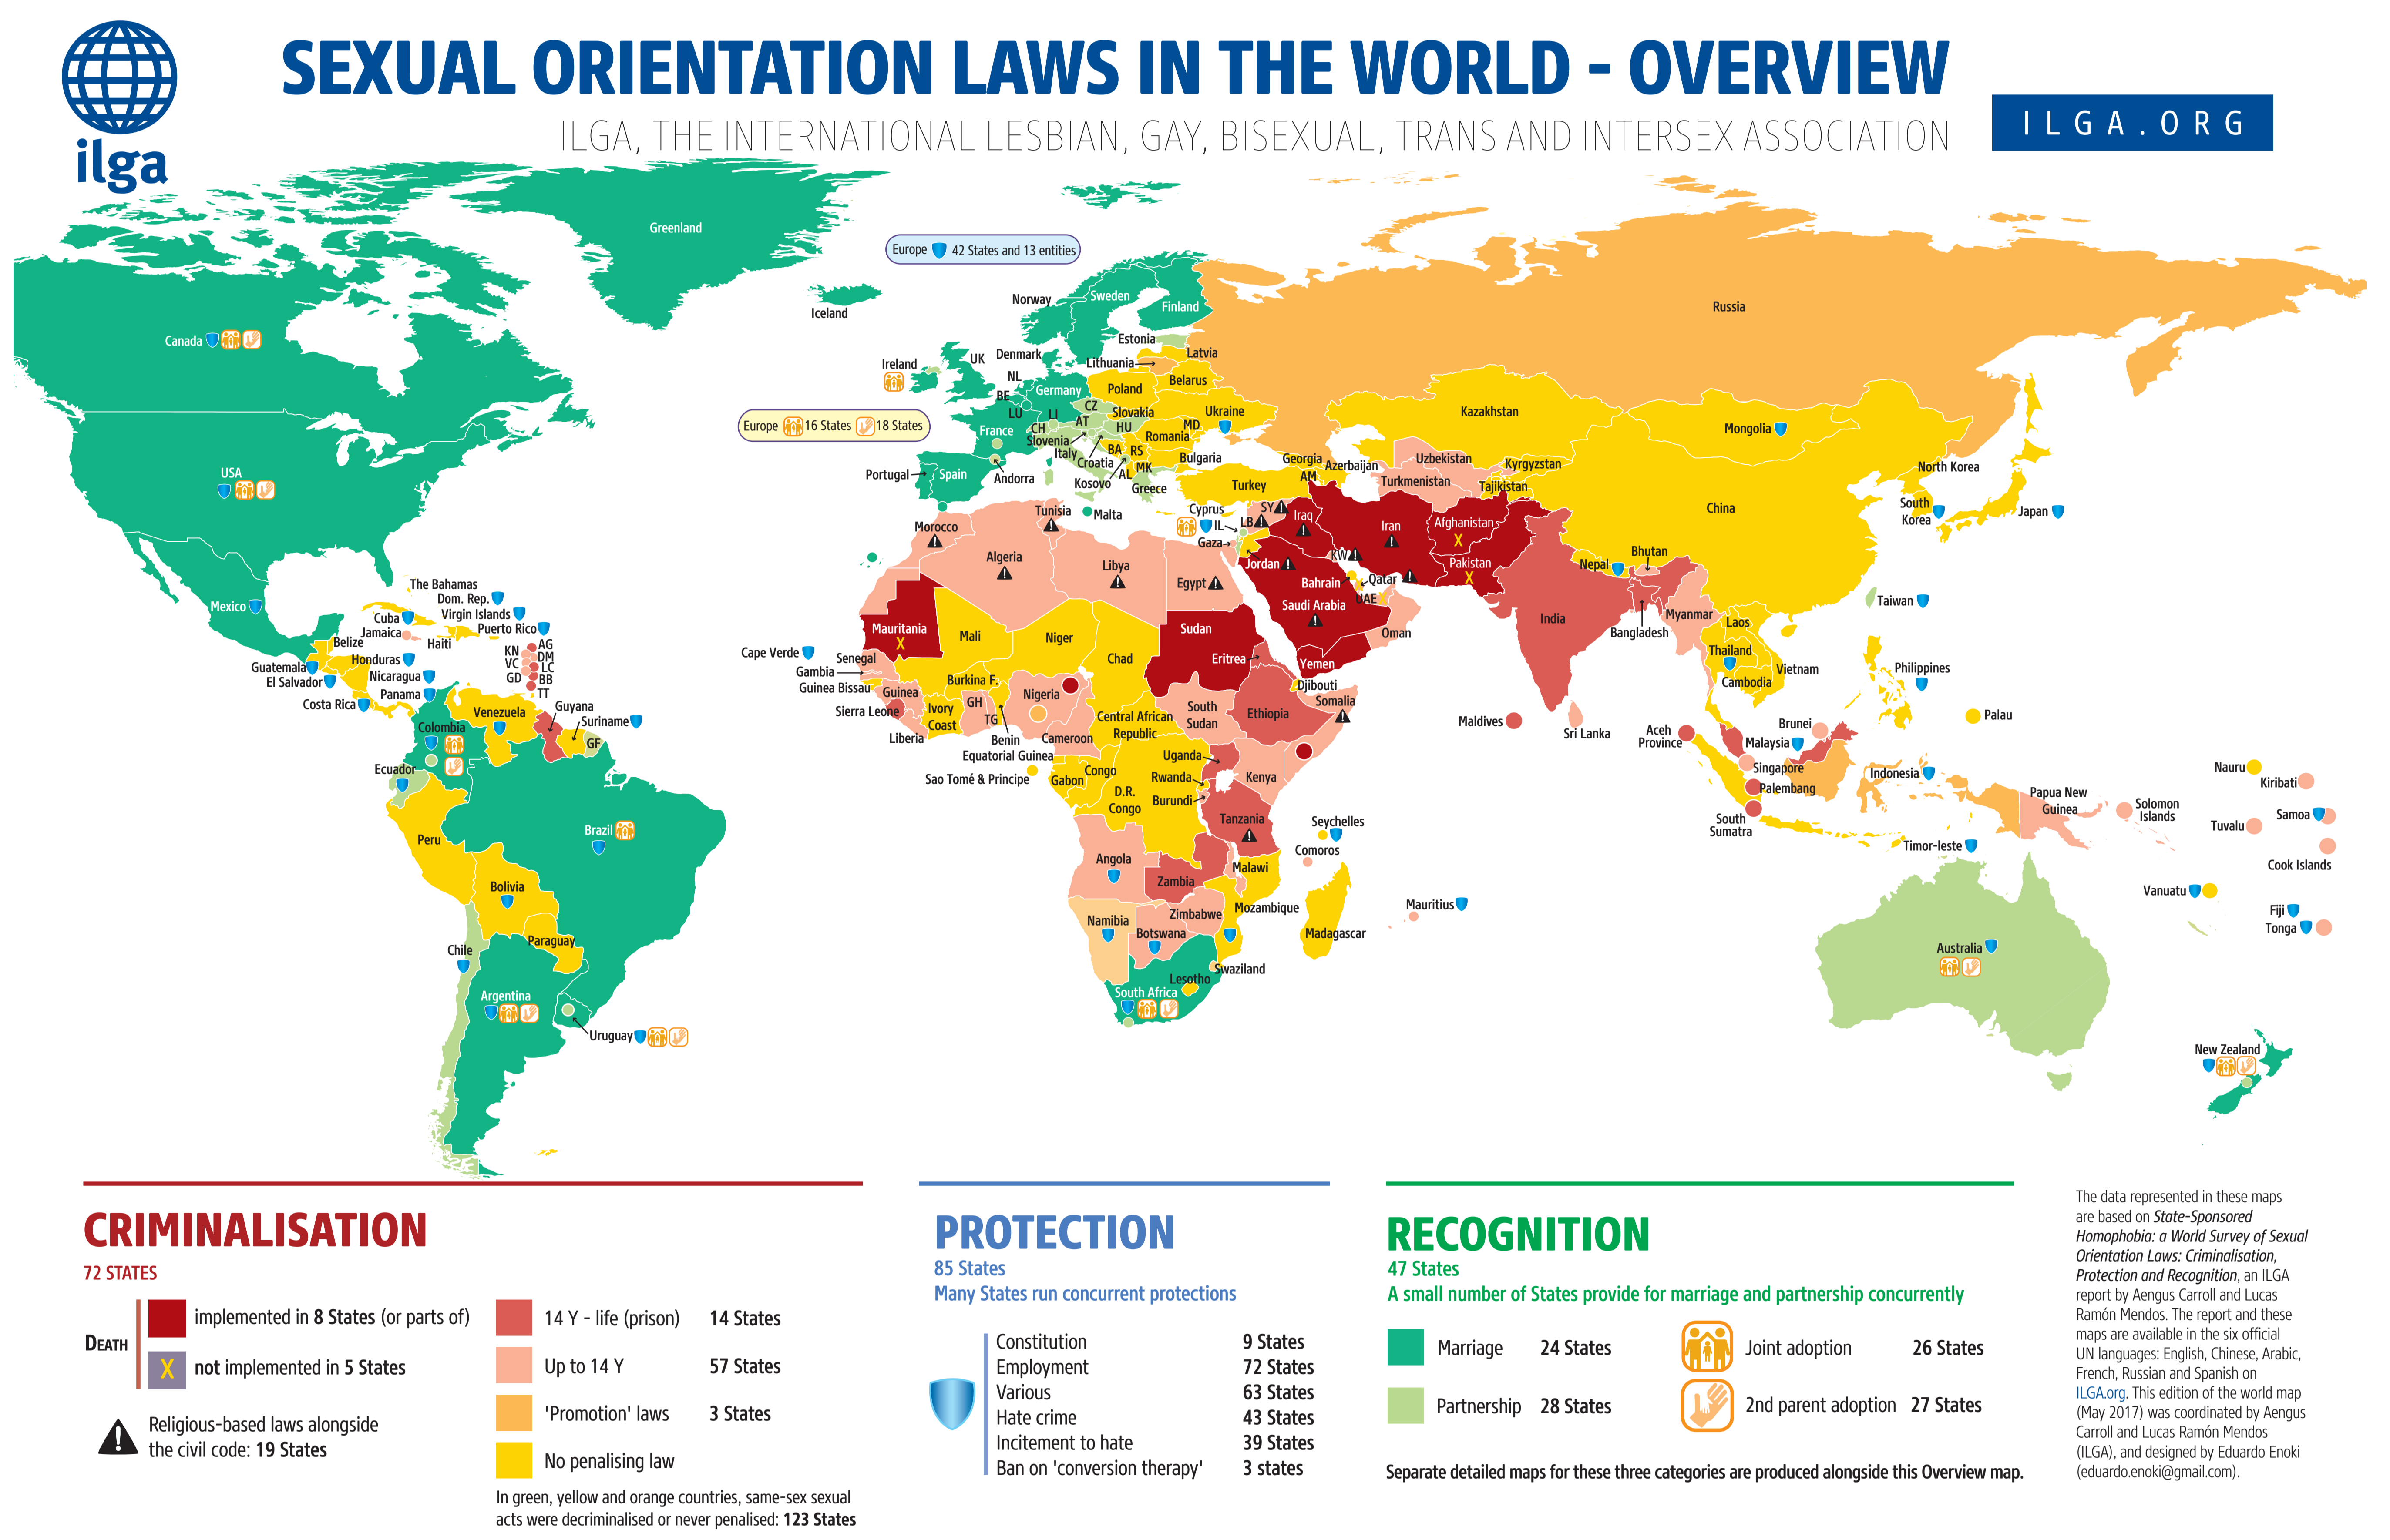 ilga
SEXUAL ORIENTATION LAWS IN THE WORLD - OVERVIEW
ILGA, THE INTERNATIONAL LESBIAN, GAY, BISEXUAL, TRANS AND INTERSEX ASSOCIATION
ILGA.ORG
Greenland
Europe 42 States and 13 entities
Iceland
Norway
Sweden
Finland
Russia
Canada
Estonia
Latvia
Lithuania
Denmark
UK
Ireland
NL
BE
LU
Germany
Poland
Belarus
CZ
Slovakia
Ukraine
LI
AT
CH
HU
MD
Romania
France
Slovenia
Italy
Croatia
BA
RS
Bulgaria
MK
AL
Kosovo
Greece
Europe 16 States 18 States
Portugal
Spain
Andorra
Malta
Kazakhstan
Mongolia
Georgia
Azerbaijan
AM
Turkey
Uzbekistan
Turkmenistan
Kyrgyzstan
Tajikistan
North Korea
South
Korea
Japan
China
USA
Mexico
The Bahamas
Dom. Rep.
Virgin Islands
Puerto Rico
Cuba
Jamaica
Haiti
Belize
Guatemala
Honduras
El Salvador
Nicaragua
Panama
Costa Rica
KN
VC
GD
AG
DM
LC
BB
TT
Guyana
Suriname
GF
Venezuela
Colombia
Ecuador
Peru
Brazil
Bolivia
Paraguay
Chile
Argentina
Uruguay
Morocco
Tunisia
Algeria
Libya
Egypt
Cyprus
IL
Gaza
LB
SY
Iraq
Iran
Afghanistan
X
Pakistan
X
Jordan
KW
Bahrain
Qatar
UAE
Saudi Arabia
Oman
Yemen
Nepal
Bhutan
India
Bangladesh
Myanmar
Laos
Thailand
Vietnam
Cambodia
Taiwan
Philippines
Palau
Maldives
Sri Lanka
Aceh
Province
Brunei
Malaysia
Singapore
Palembang
South
Sumatra
Indonesia
Timor-leste
Papua New
Guinea
Solomon
Islands
Nauru
Kiribati
Tuvalu
Samoa
Cook Islands
Vanuatu
Fiji
Tonga
Australia
New Zealand
Mauritania
X
Mali
Niger
Chad
Sudan
Eritrea
Djibouti
Somalia
Cape Verde
Senegal
Gambia
Guinea Bissau
Guinea
Sierra Leone
Liberia
Ivory
Coast
Burkina F.
GH
TG
Benin
Nigeria
Cameroon
Equatorial Guinea
Sao Tomé & Principe
Gabon
Congo
Central African
Republic
South
Sudan
Ethiopia
Uganda
Kenya
Rwanda
Burundi
D.R.
Congo
Tanzania
Seychelles
Comoros
Angola
Zambia
Malawi
Mozambique
Zimbabwe
Namibia
Botswana
Madagascar
Mauritius
Swaziland
Lesotho
South Africa
CRIMINALISATION
72 STATES
DEATH
implemented in 8 States (or parts of)
X not implemented in 5 States
Religious-based laws alongside
the civil code: 19 States
14 Y - life (prison) 14 States
Up to 14 Y 57 States
'Promotion' laws 3 States
No penalising law
In green, yellow and orange countries, same-sex sexual
acts were decriminalised or never penalised: 123 States
PROTECTION
85 States
Many States run concurrent protections
Constitution 9 States
Employment 72 States
Various 63 States
Hate crime 43 States
Incitement to hate 39 States
Ban on 'conversion therapy' 3 states
RECOGNITION
47 States
A small number of States provide for marriage and partnership concurrently
Marriage 24 States
Joint adoption 26 States
Partnership 28 States
2nd parent adoption 27 States
Separate detailed maps for these three categories are produced alongside this Overview map.
The data represented in these maps
are based on State-Sponsored
Homophobia: a World Survey of Sexual
Orientation Laws: Criminalisation,
Protection and Recognition, an ILGA
report by Aengus Carroll and Lucas
Ramón Mendos. The report and these
maps are available in the six official
UN languages: English, Chinese, Arabic,
French, Russian and Spanish on
ILGA.org. This edition of the world map
(May 2017) was coordinated by Aengus
Carroll and Lucas Ramón Mendos
(ILGA), and designed by Eduardo Enoki
(eduardo.enoki@gmail.com).